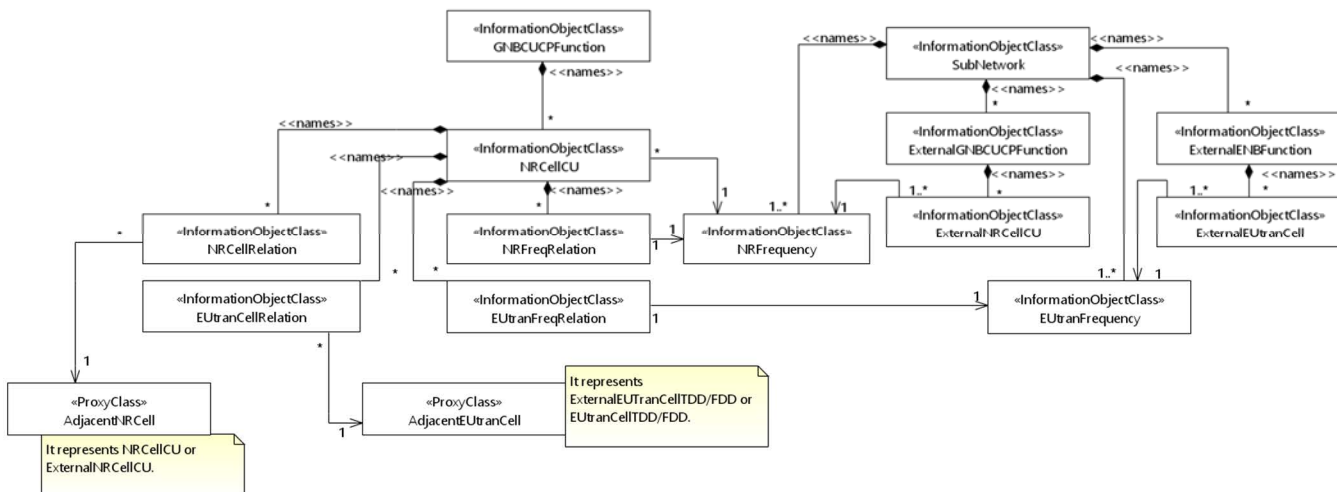 «InformationObjectClass»
GNBCUCPFunction
<<names>>
*
<<names>>
«InformationObjectClass»
SubNetwork
<<names>>
<<names>>
<<names>>
*
*
«InformationObjectClass»
ExternalGNBCUCPFunction
«InformationObjectClass»
ExternalENBFunction
<<names>>
<<names>>
<<names>>
«InformationObjectClass»
NRCellCU
*
1
<<names>>
<<names>>
1..*
*
1..*
*
*
*
1..*
1
«InformationObjectClass»
NRCellRelation
«InformationObjectClass»
NRFreqRelation
1
1
«InformationObjectClass»
NRFrequency
«InformationObjectClass»
ExternalNRCellCU
«InformationObjectClass»
ExternalEUtranCell
*
*
*
1..*
1
«InformationObjectClass»
EUtranCellRelation
«InformationObjectClass»
EUtranFreqRelation
1
1
«InformationObjectClass»
EUtranFrequency
*
1
«ProxyClass»
AdjacentNRCell
1
«ProxyClass»
AdjacentEUtranCell
It represents
ExternalEUTranCellTDD/FDD or
EUtranCellTDD/FDD.
It represents NRCellCU or
ExternalNRCellCU.
<<names>>